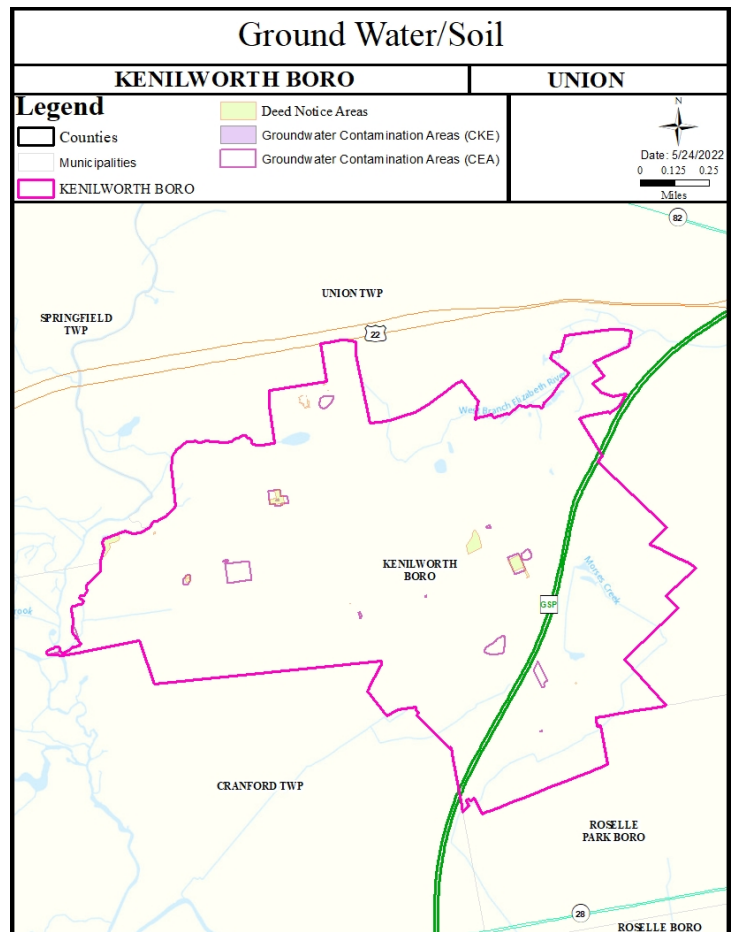 Ground Water/Soil
KENILWORTH BORO
UNION
Legend
Counties
Municipalities
KENILWORTH BORO
Deed Notice Areas
Groundwater Contamination Areas (CKE)
Groundwater Contamination Areas (CEA)
N
Date: 5/24/2022
0 0.125 0.25
Miles
82
UNION TWP
SPRINGFIELD
TWP
22
West Branch Elizabeth River
KENILWORTH
BORO
Morses Creek
GSP
CRANFORD TWP
ROSELLE
PARK BORO
28
ROSELLE BORO